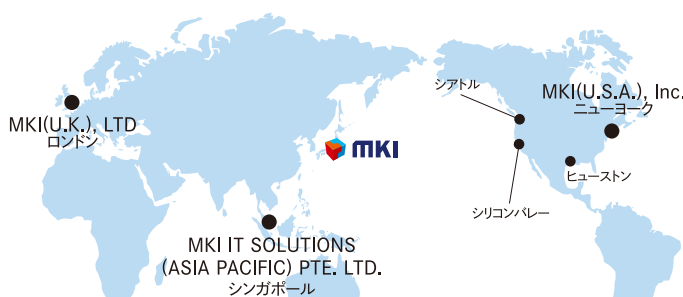 MKI(U.K.), LTD
ロンドン
MKI
MKI IT SOLUTIONS
(ASIA PACIFIC) PTE. LTD.
シンガポール
シアトル
MKI(U.S.A.), Inc.
ニューヨーク
ヒューストン
シリコンバレー